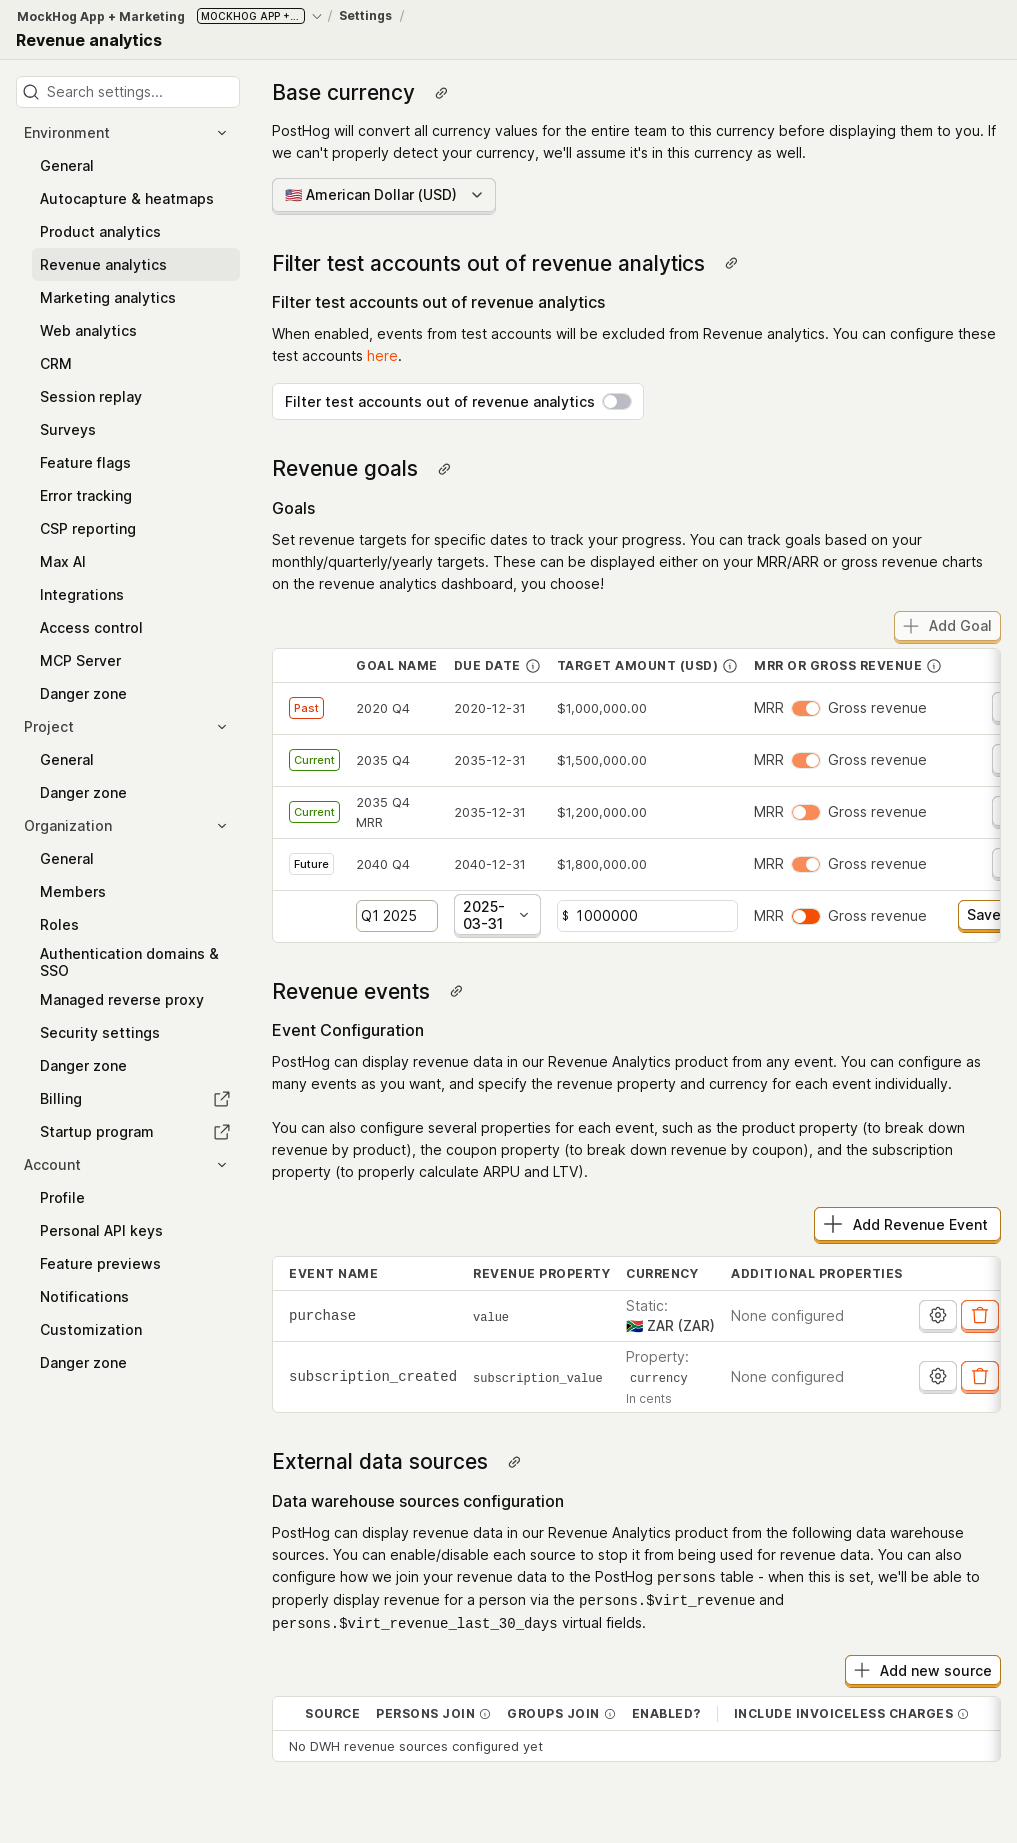 MockHog App + Marketing MOCKHOG APP +... / Settings /
Revenue analytics
Search settings...
Environment
General
Autocapture & heatmaps
Product analytics
Revenue analytics
Marketing analytics
Web analytics
CRM
Session replay
Surveys
Feature flags
Error tracking
CSP reporting
Max AI
Integrations
Access control
MCP Server
Danger zone
Project
General
Danger zone
Organization
General
Members
Roles
Authentication domains &
SSO
Managed reverse proxy
Security settings
Danger zone
Billing
Startup program
Account
Profile
Personal API keys
Feature previews
Notifications
Customization
Danger zone
Base currency
PostHog will convert all currency values for the entire team to this currency before displaying them to you. If
we can't properly detect your currency, we'll assume it's in this currency as well.
🇺🇸 American Dollar (USD)
Filter test accounts out of revenue analytics
Filter test accounts out of revenue analytics
When enabled, events from test accounts will be excluded from Revenue analytics. You can configure these
test accounts here.
Filter test accounts out of revenue analytics
Revenue goals
Goals
Set revenue targets for specific dates to track your progress. You can track goals based on your
monthly/quarterly/yearly targets. These can be displayed either on your MRR/ARR or gross revenue charts
on the revenue analytics dashboard, you choose!
Add Goal
GOAL NAME DUE DATE TARGET AMOUNT (USD) MRR OR GROSS REVENUE
Past 2020 Q4 2020-12-31 $1,000,000.00 MRR Gross revenue
Current 2035 Q4 2035-12-31 $1,500,000.00 MRR Gross revenue
Current 2035 Q4 MRR 2035-12-31 $1,200,000.00 MRR Gross revenue
Future 2040 Q4 2040-12-31 $1,800,000.00 MRR Gross revenue
Q1 2025 2025-03-31 $ 1000000 MRR Gross revenue Save
Revenue events
Event Configuration
PostHog can display revenue data in our Revenue Analytics product from any event. You can configure as
many events as you want, and specify the revenue property and currency for each event individually.
You can also configure several properties for each event, such as the product property (to break down
revenue by product), the coupon property (to break down revenue by coupon), and the subscription
property (to properly calculate ARPU and LTV).
Add Revenue Event
EVENT NAME REVENUE PROPERTY CURRENCY ADDITIONAL PROPERTIES
purchase value Static: 🇿🇦 ZAR (ZAR) None configured
subscription_created subscription_value Property: currency In cents None configured
External data sources
Data warehouse sources configuration
PostHog can display revenue data in our Revenue Analytics product from the following data warehouse
sources. You can enable/disable each source to stop it from being used for revenue data. You can also
configure how we join your revenue data to the PostHog persons table - when this is set, we'll be able to
properly display revenue for a person via the persons.$virt_revenue and
persons.$virt_revenue_last_30_days virtual fields.
Add new source
SOURCE PERSONS JOIN GROUPS JOIN ENABLED? INCLUDE INVOICELESS CHARGES
No DWH revenue sources configured yet